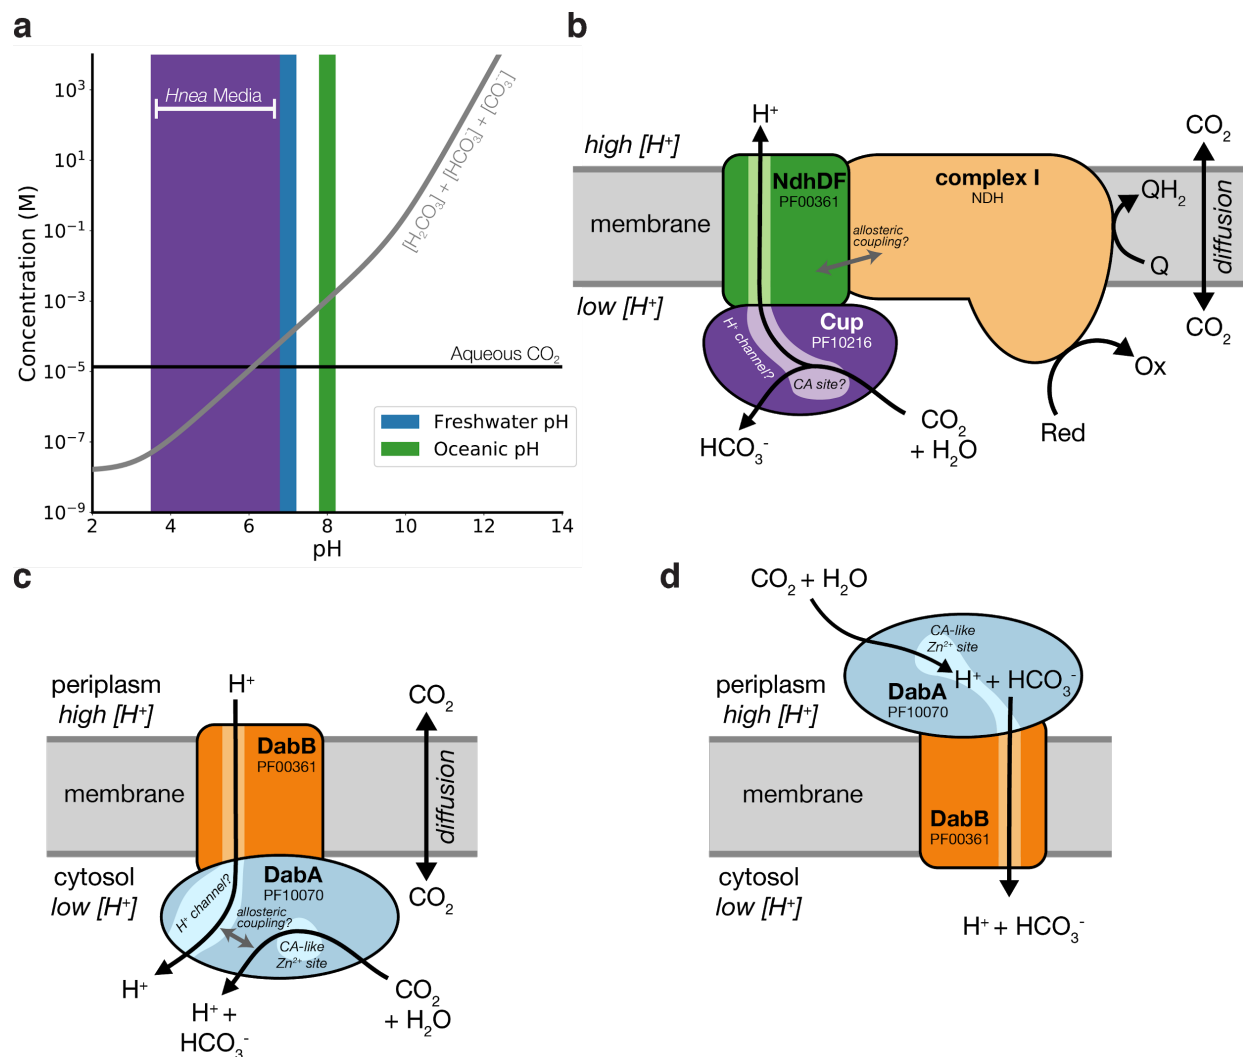 a
Concentration (M)
10³
10¹
10⁻¹
10⁻³
10⁻⁵
10⁻⁷
10⁻⁹
Hnea Media
[H₂CO₃] + [HCO₃⁻] + [CO₃⁻⁻]
Aqueous CO₂
Freshwater pH
Oceanic pH
2 4 6 8 10 12 14
pH
b
H⁺
high [H⁺]
membrane
low [H⁺]
NdhDF
PF00361
complex I
NDH
allosteric
coupling?
Cup
PF10216
H⁺ channel?
CA site?
HCO₃⁻
CO₂
+ H₂O
QH₂
Q
Ox
Red
CO₂
diffusion
CO₂
c
periplasm
high [H⁺]
membrane
cytosol
low [H⁺]
H⁺
DabB
PF00361
DabA
PF10070
H⁺ channel?
allosteric
coupling?
CA-like
Zn²⁺ site
H⁺
H⁺ +
HCO₃⁻
CO₂
+ H₂O
CO₂
diffusion
CO₂
d
CO₂ + H₂O
periplasm
high [H⁺]
membrane
cytosol
low [H⁺]
CA-like
Zn²⁺ site
DabA
PF10070
H⁺ + HCO₃⁻
DabB
PF00361
H⁺ + HCO₃⁻